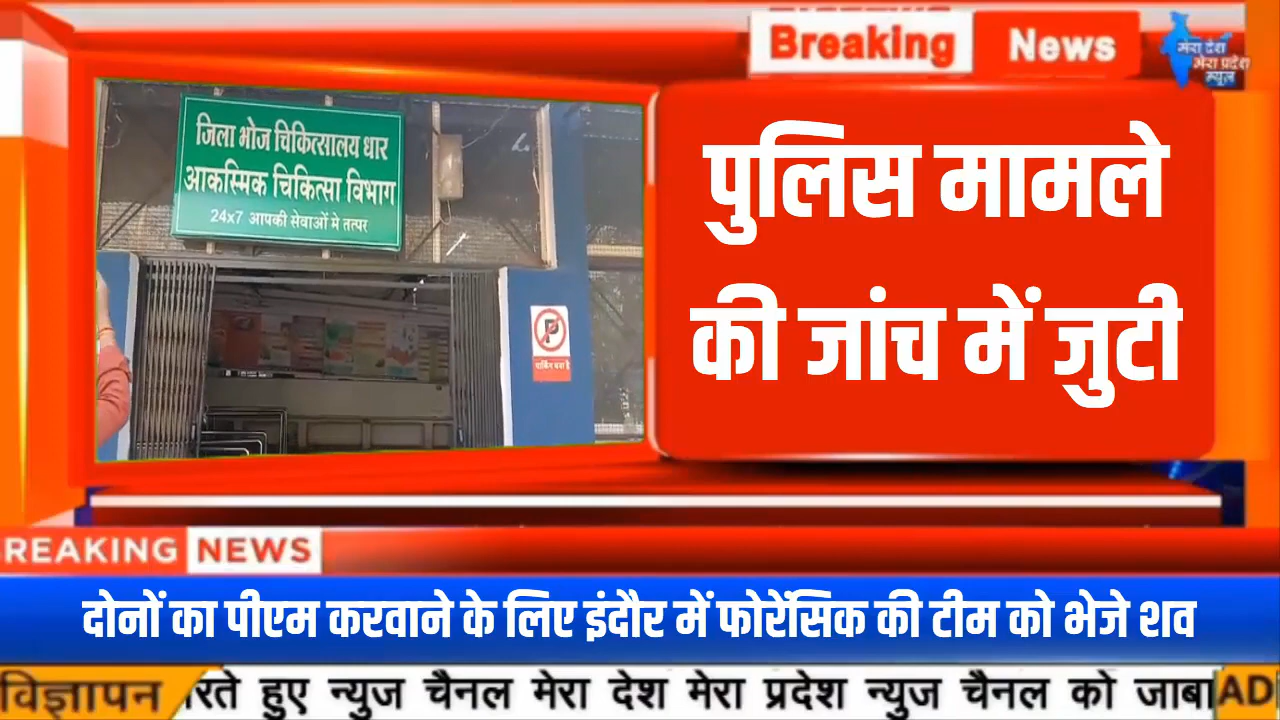 Breaking News
मेरा देश
मेरा प्रदेश
न्यूज
जिला भोज चिकित्सालय धार
आकस्मिक चिकित्सा विभाग
24x7 आपकी सेवाओं मे तत्पर
पुलिस मामले
की जांच में जुटी
REAKING NEWS
दोनों का पीएम करवाने के लिए इंदौर में फोरेंसिक की टीम को भेजे शव
विज्ञापन रते हुए न्युज चैनल मेरा देश मेरा प्रदेश न्युज चैनल को जाबा AD